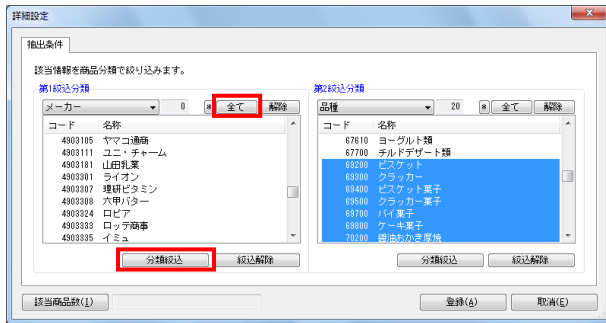 詳細設定
抽出条件
該当情報を商品分類で絞り込みます。
第1絞込分類
メーカー 0 * 全て 解除
コード 名称
4903105 ヤマコ通商
4903111 ユニ・チャーム
4903181 山田乳業
4903301 ライオン
4903307 理研ビタミン
4903308 六甲バター
4903324 ロピア
4903333 ロッテ商事
4903335 イミュ
分類絞込 絞込解除
第2絞込分類
品種 20 * 全て 解除
コード 名称
67610 ヨーグルト類
67700 チルドデザート類
69200 ビスケット
69300 クラッカー
69400 ビスケット菓子
69500 クラッカー菓子
69700 パイ菓子
69800 ケーキ菓子
70200 醤油おかき厚焼
分類絞込 絞込解除
該当商品数(I) 登録(A) 取消(E)